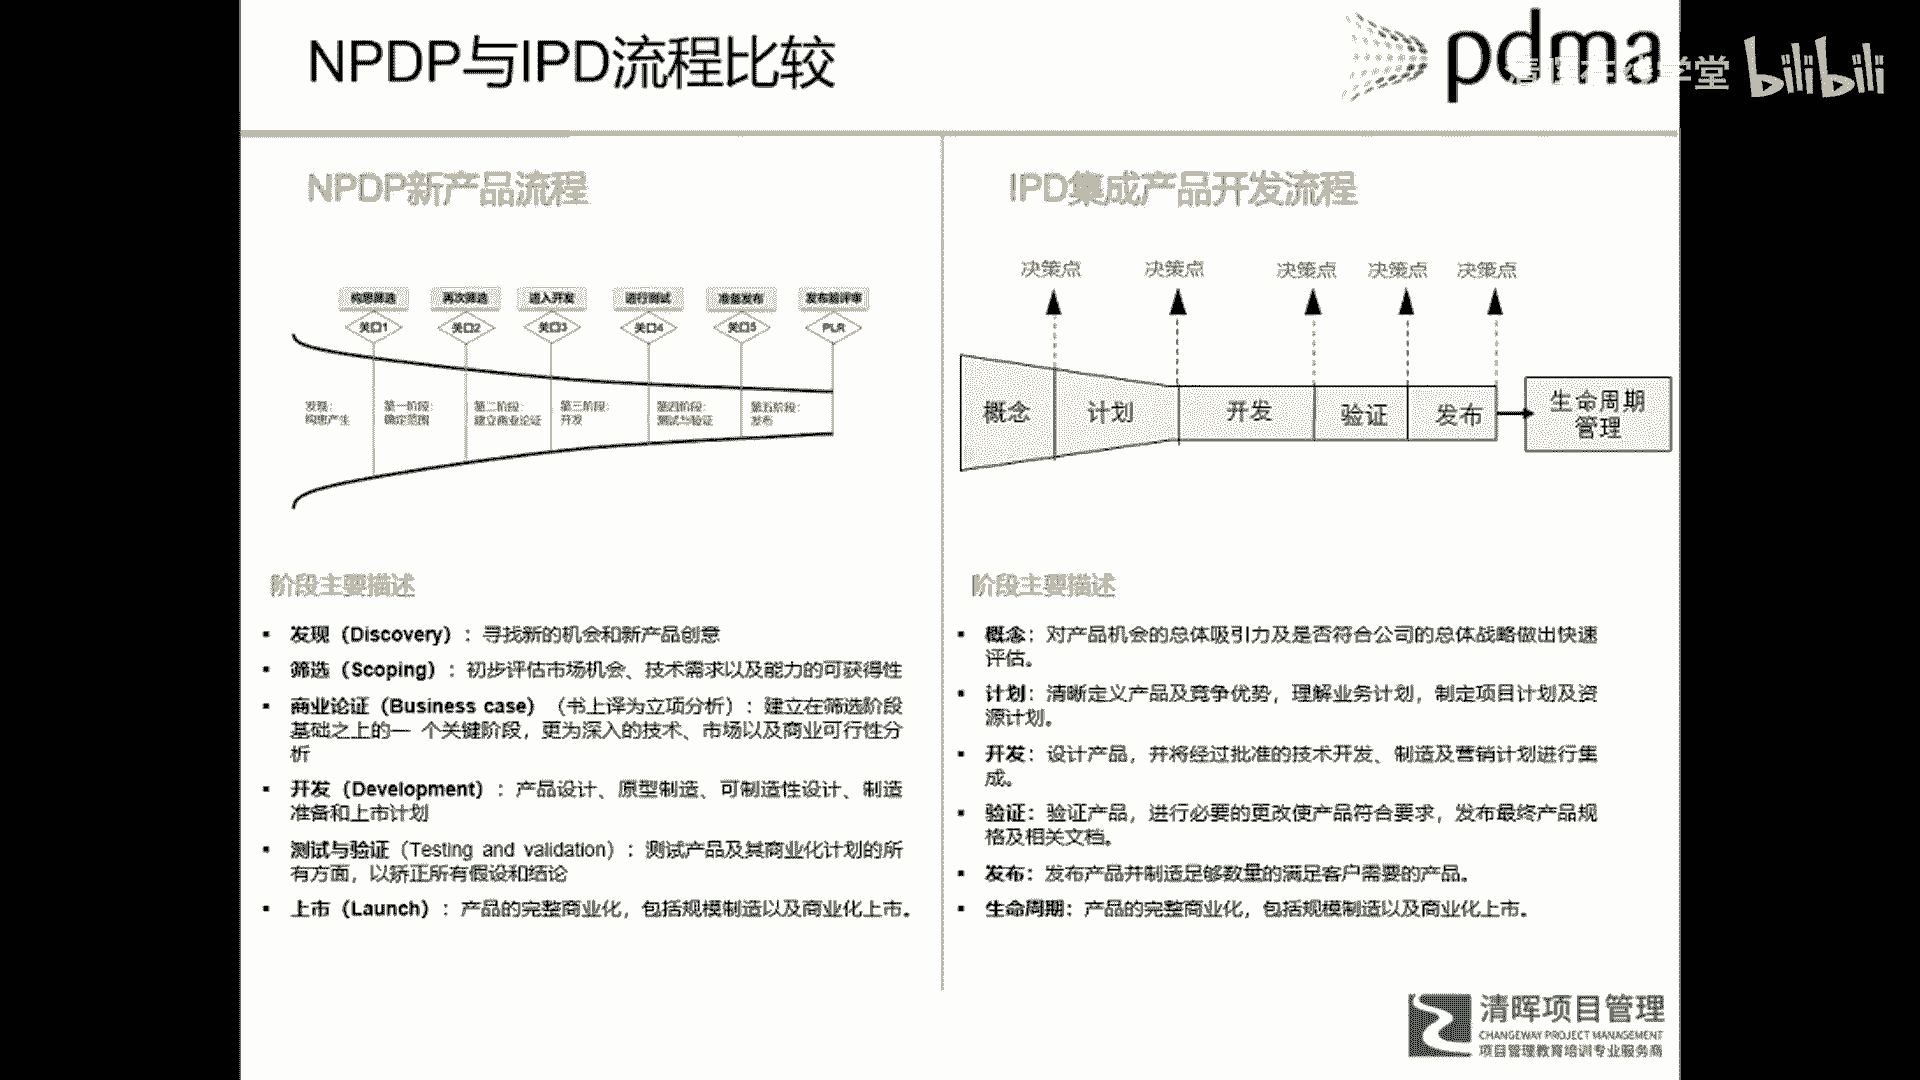 NPDP与IPD流程比较
pdma
学堂 bilibili
NPDP新产品流程
构思筛选 再次筛选 进入开发 进行测试 准备发布 发布后评审
关口1 关口2 关口3 关口4 关口5 PLR
发现: 第一阶段: 第二阶段: 第三阶段: 第四阶段: 第五阶段:
构思产生 确定范围 建立商业论证 开发 测试与验证 发布
阶段主要描述
▪ 发现（Discovery）：寻找新的机会和新产品创意
▪ 筛选（Scoping）：初步评估市场机会、技术需求以及能力的可获得性
▪ 商业论证（Business case）（书上译为立项分析）：建立在筛选阶段
基础之上的一 个关键阶段，更为深入的技术、市场以及商业可行性分
析
▪ 开发（Development）：产品设计、原型制造、可制造性设计、制造
准备和上市计划
▪ 测试与验证（Testing and validation）：测试产品及其商业化计划的所
有方面，以矫正所有假设和结论
▪ 上市（Launch）：产品的完整商业化，包括规模制造以及商业化上市。
IPD集成产品开发流程
决策点 决策点 决策点 决策点 决策点
概念 计划 开发 验证 发布 生命周期
管理
阶段主要描述
▪ 概念：对产品机会的总体吸引力及是否符合公司的总体战略做出快速
评估。
▪ 计划：清晰定义产品及竞争优势，理解业务计划，制定项目计划及资
源计划。
▪ 开发：设计产品，并将经过批准的技术开发、制造及营销计划进行集
成。
▪ 验证：验证产品，进行必要的更改使产品符合要求，发布最终产品规
格及相关文档。
▪ 发布：发布产品并制造足够数量的满足客户需要的产品。
▪ 生命周期：产品的完整商业化，包括规模制造以及商业化上市。
清晖项目管理
CHANGEWAY PROJECT MANAGEMENT
项目管理教育培训专业服务商